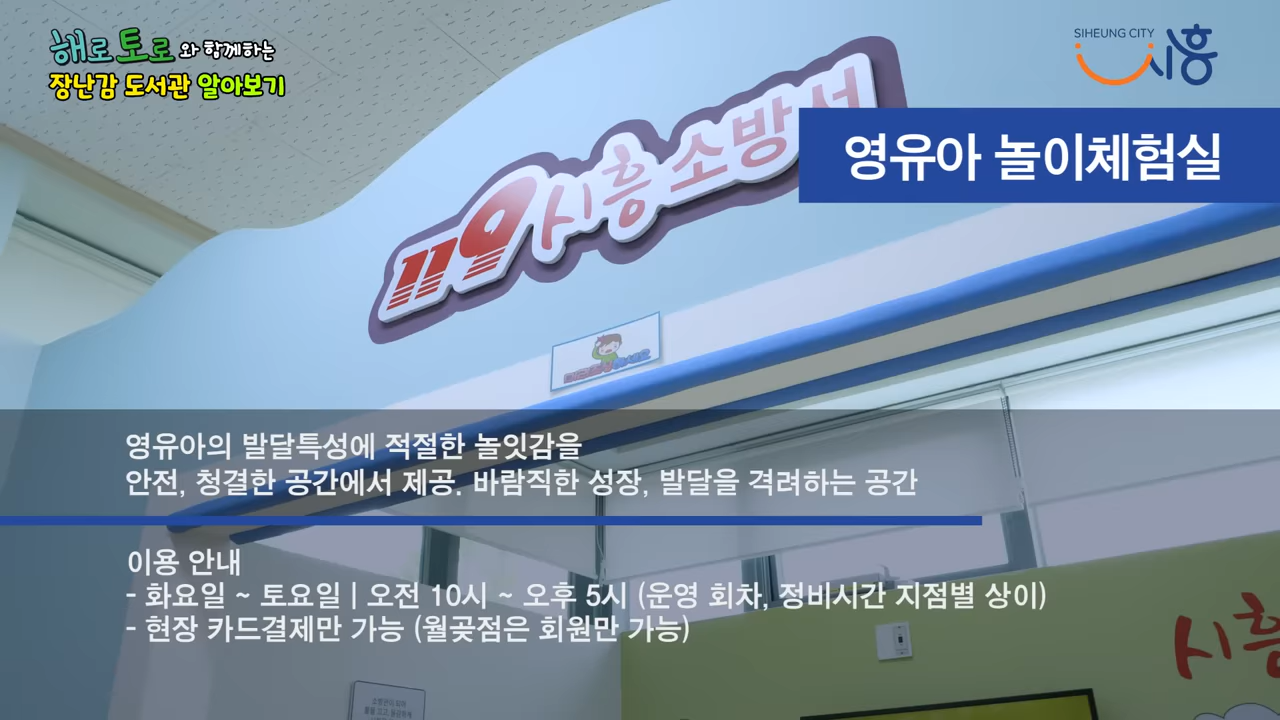 해로 토로와 함께하는
장난감 도서관 알아보기
SIHEUNG CITY
시흥
영유아 놀이체험실
119 시흥 소방서
영유아의 발달특성에 적절한 놀잇감을
안전, 청결한 공간에서 제공. 바람직한 성장, 발달을 격려하는 공간
이용 안내
- 화요일 ~ 토요일 | 오전 10시 ~ 오후 5시 (운영 회차, 정비시간 지점별 상이)
- 현장 카드결제만 가능 (월곶점은 회원만 가능)
시흥